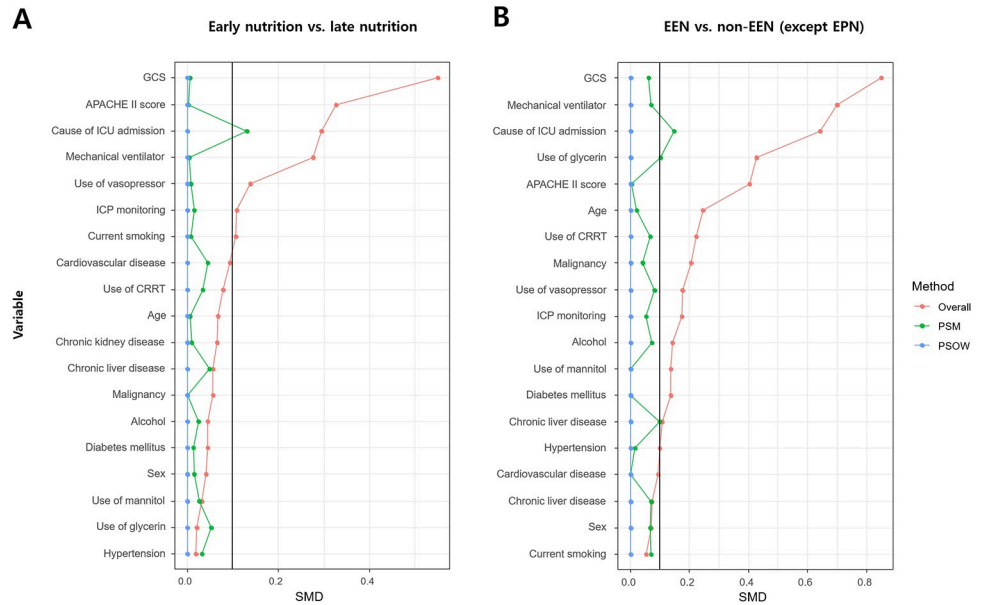 A
Early nutrition vs. late nutrition
Variable
GCS
APACHE II score
Cause of ICU admission
Mechanical ventilator
Use of vasopressor
ICP monitoring
Current smoking
Cardiovascular disease
Use of CRRT
Age
Chronic kidney disease
Chronic liver disease
Malignancy
Alcohol
Diabetes mellitus
Sex
Use of mannitol
Use of glycerin
Hypertension
0.0 0.2 0.4
SMD
B
EEN vs. non-EEN (except EPN)
GCS
Mechanical ventilator
Cause of ICU admission
Use of glycerin
APACHE II score
Age
Use of CRRT
Malignancy
Use of vasopressor
ICP monitoring
Alcohol
Use of mannitol
Diabetes mellitus
Chronic liver disease
Hypertension
Cardiovascular disease
Chronic liver disease
Sex
Current smoking
0.0 0.2 0.4 0.6 0.8
SMD
Method
Overall
PSM
PSOW